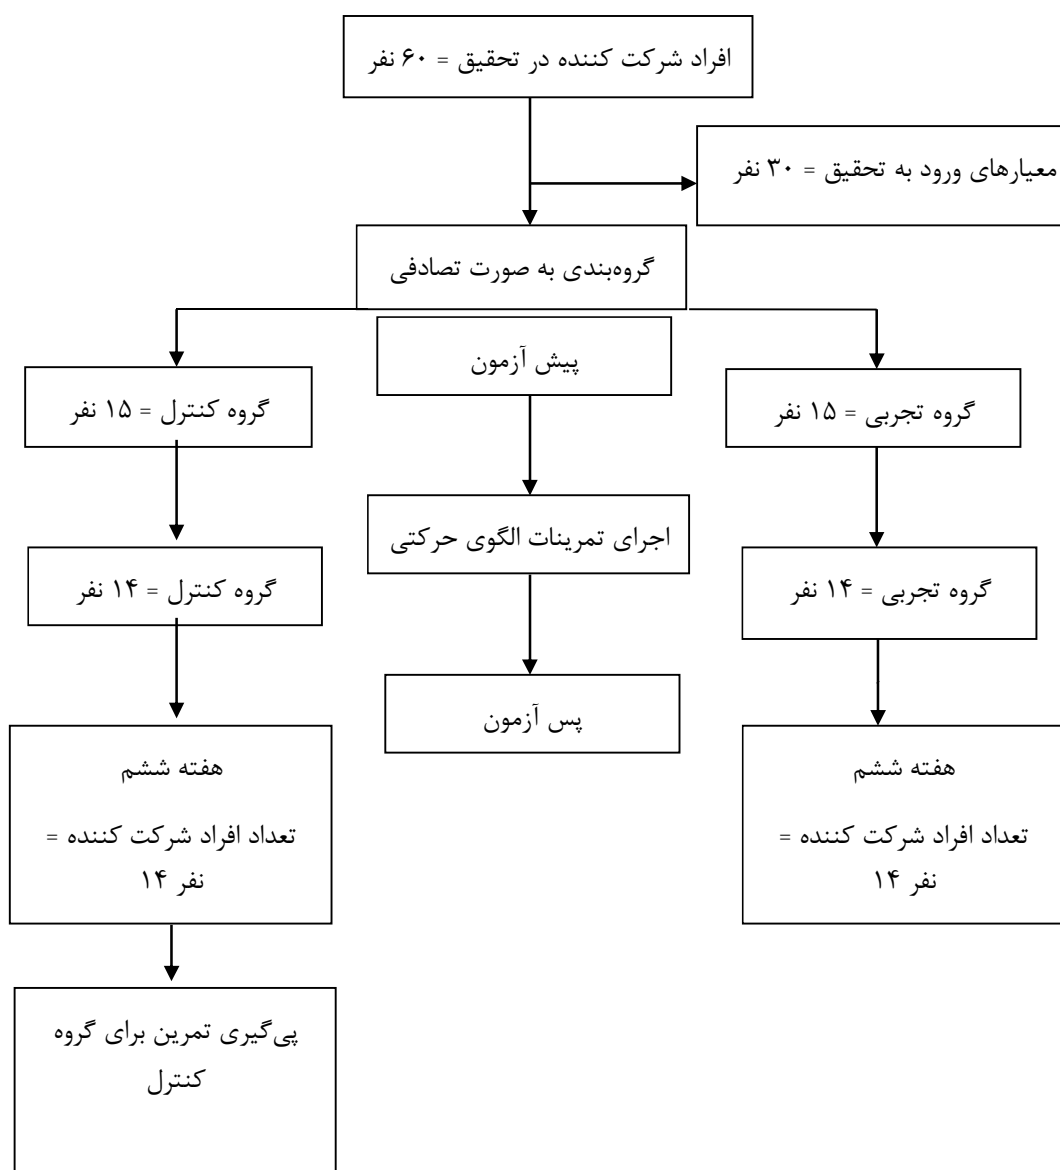 افراد شرکت کننده در تحقیق = ۶۰ نفر
معیارهای ورود به تحقیق = ۳۰ نفر
گروه‌بندی به صورت تصادفی
پیش آزمون
گروه تجربی = ۱۵ نفر
گروه کنترل = ۱۵ نفر
اجرای تمرینات الگوی حرکتی
گروه تجربی = ۱۴ نفر
گروه کنترل = ۱۴ نفر
پس آزمون
هفته ششم
تعداد افراد شرکت کننده =
۱۴ نفر
هفته ششم
تعداد افراد شرکت کننده =
۱۴ نفر
پی‌گیری تمرین برای گروه
کنترل